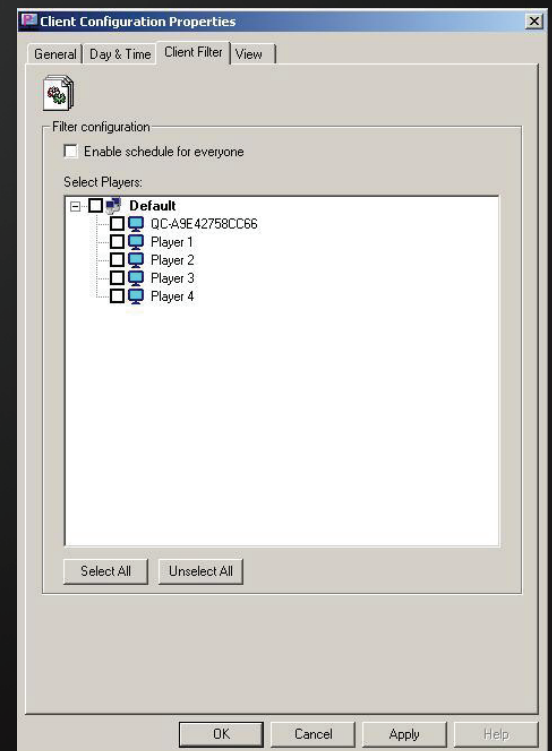 Client Configuration Properties
General Day & Time Client Filter View
Filter configuration
Enable schedule for everyone
Select Players:
Default
QC-A9E42758CC66
Player 1
Player 2
Player 3
Player 4
Select All Unselect All
OK Cancel Apply Help